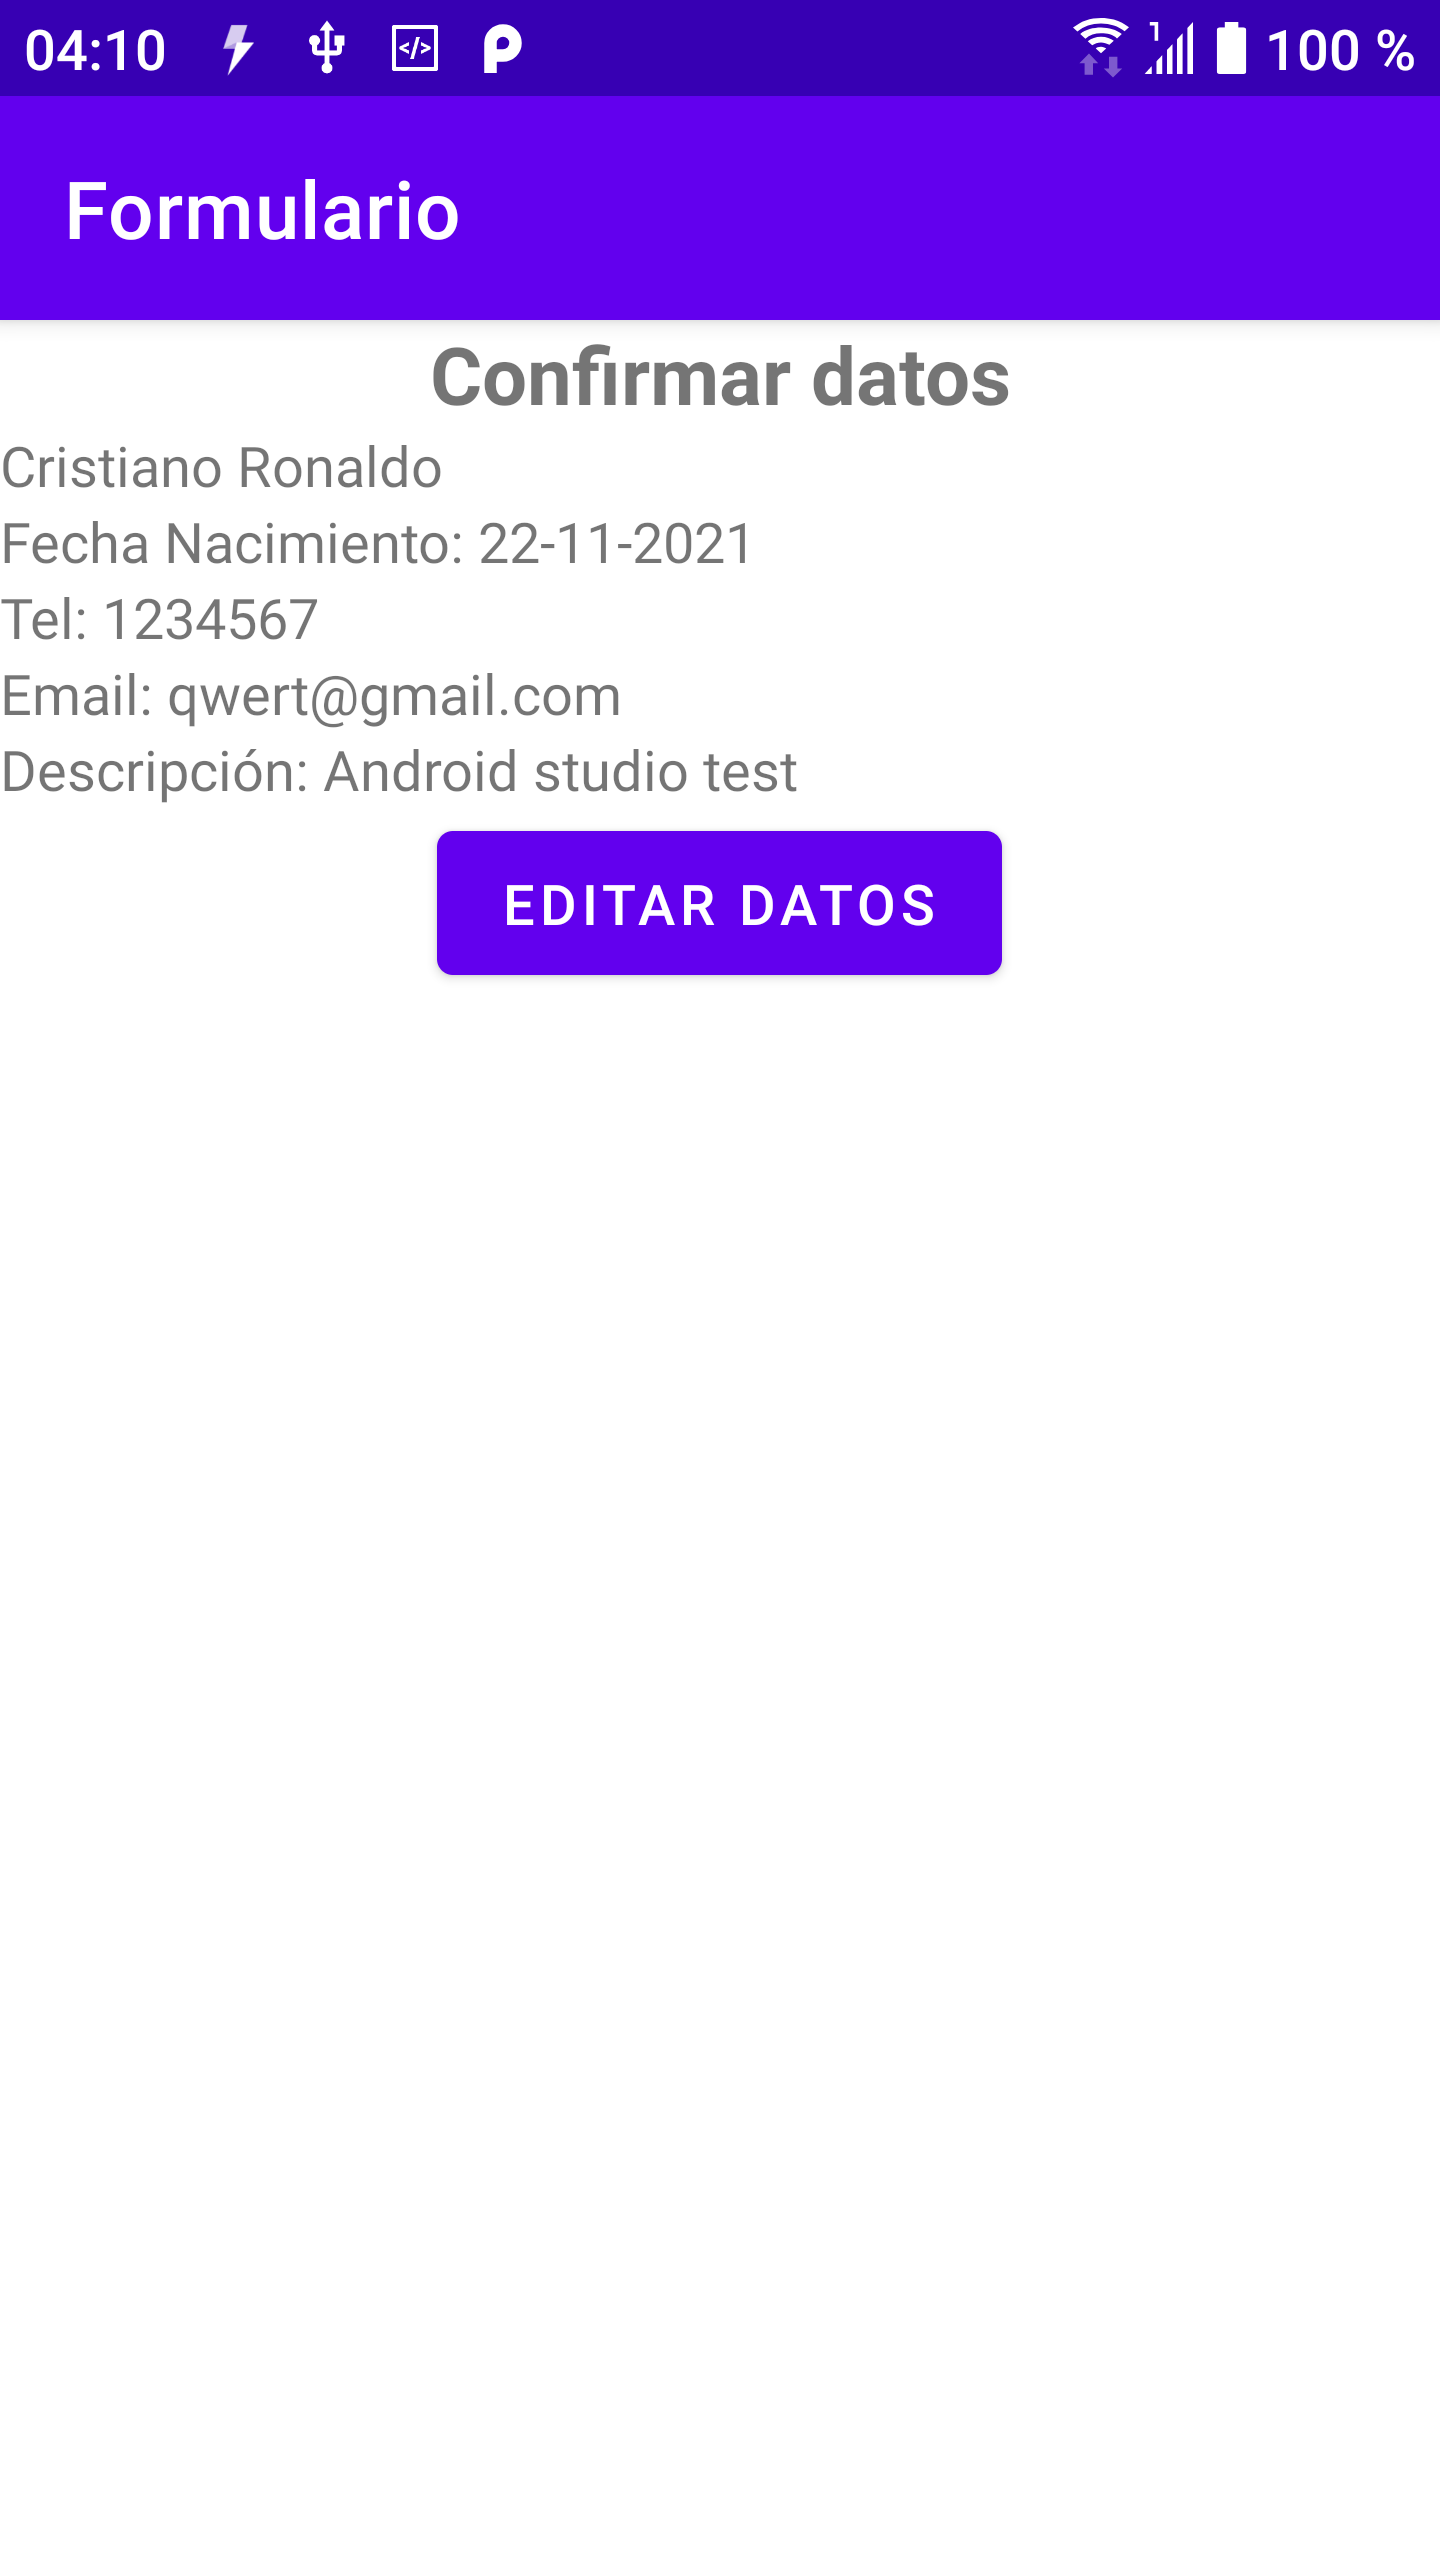 04:10 </> 1 100 %
Formulario
Confirmar datos
Cristiano Ronaldo
Fecha Nacimiento: 22-11-2021
Tel: 1234567
Email: qwert@gmail.com
Descripción: Android studio test
EDITAR DATOS